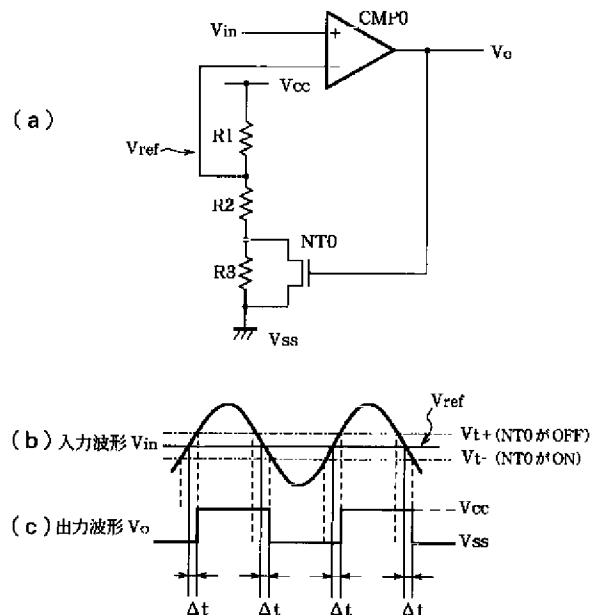 CMP0
Vin
+
−
Vo
Vcc
(a)
R1
Vref
R2
NT0
R3
Vss
Vref
(b)入力波形 Vin
Vt+(NT0がOFF)
Vt-(NT0がON)
(c)出力波形 Vo
Vcc
Vss
Δt Δt Δt Δt